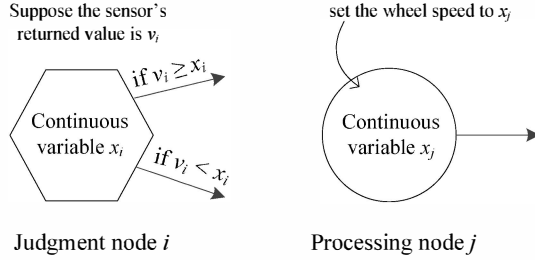 Suppose the sensor's
returned value is vᵢ
set the wheel speed to xⱼ
if vᵢ ≥ xᵢ
Continuous
variable xᵢ
if vᵢ < xᵢ
Continuous
variable xⱼ
Judgment node i
Processing node j